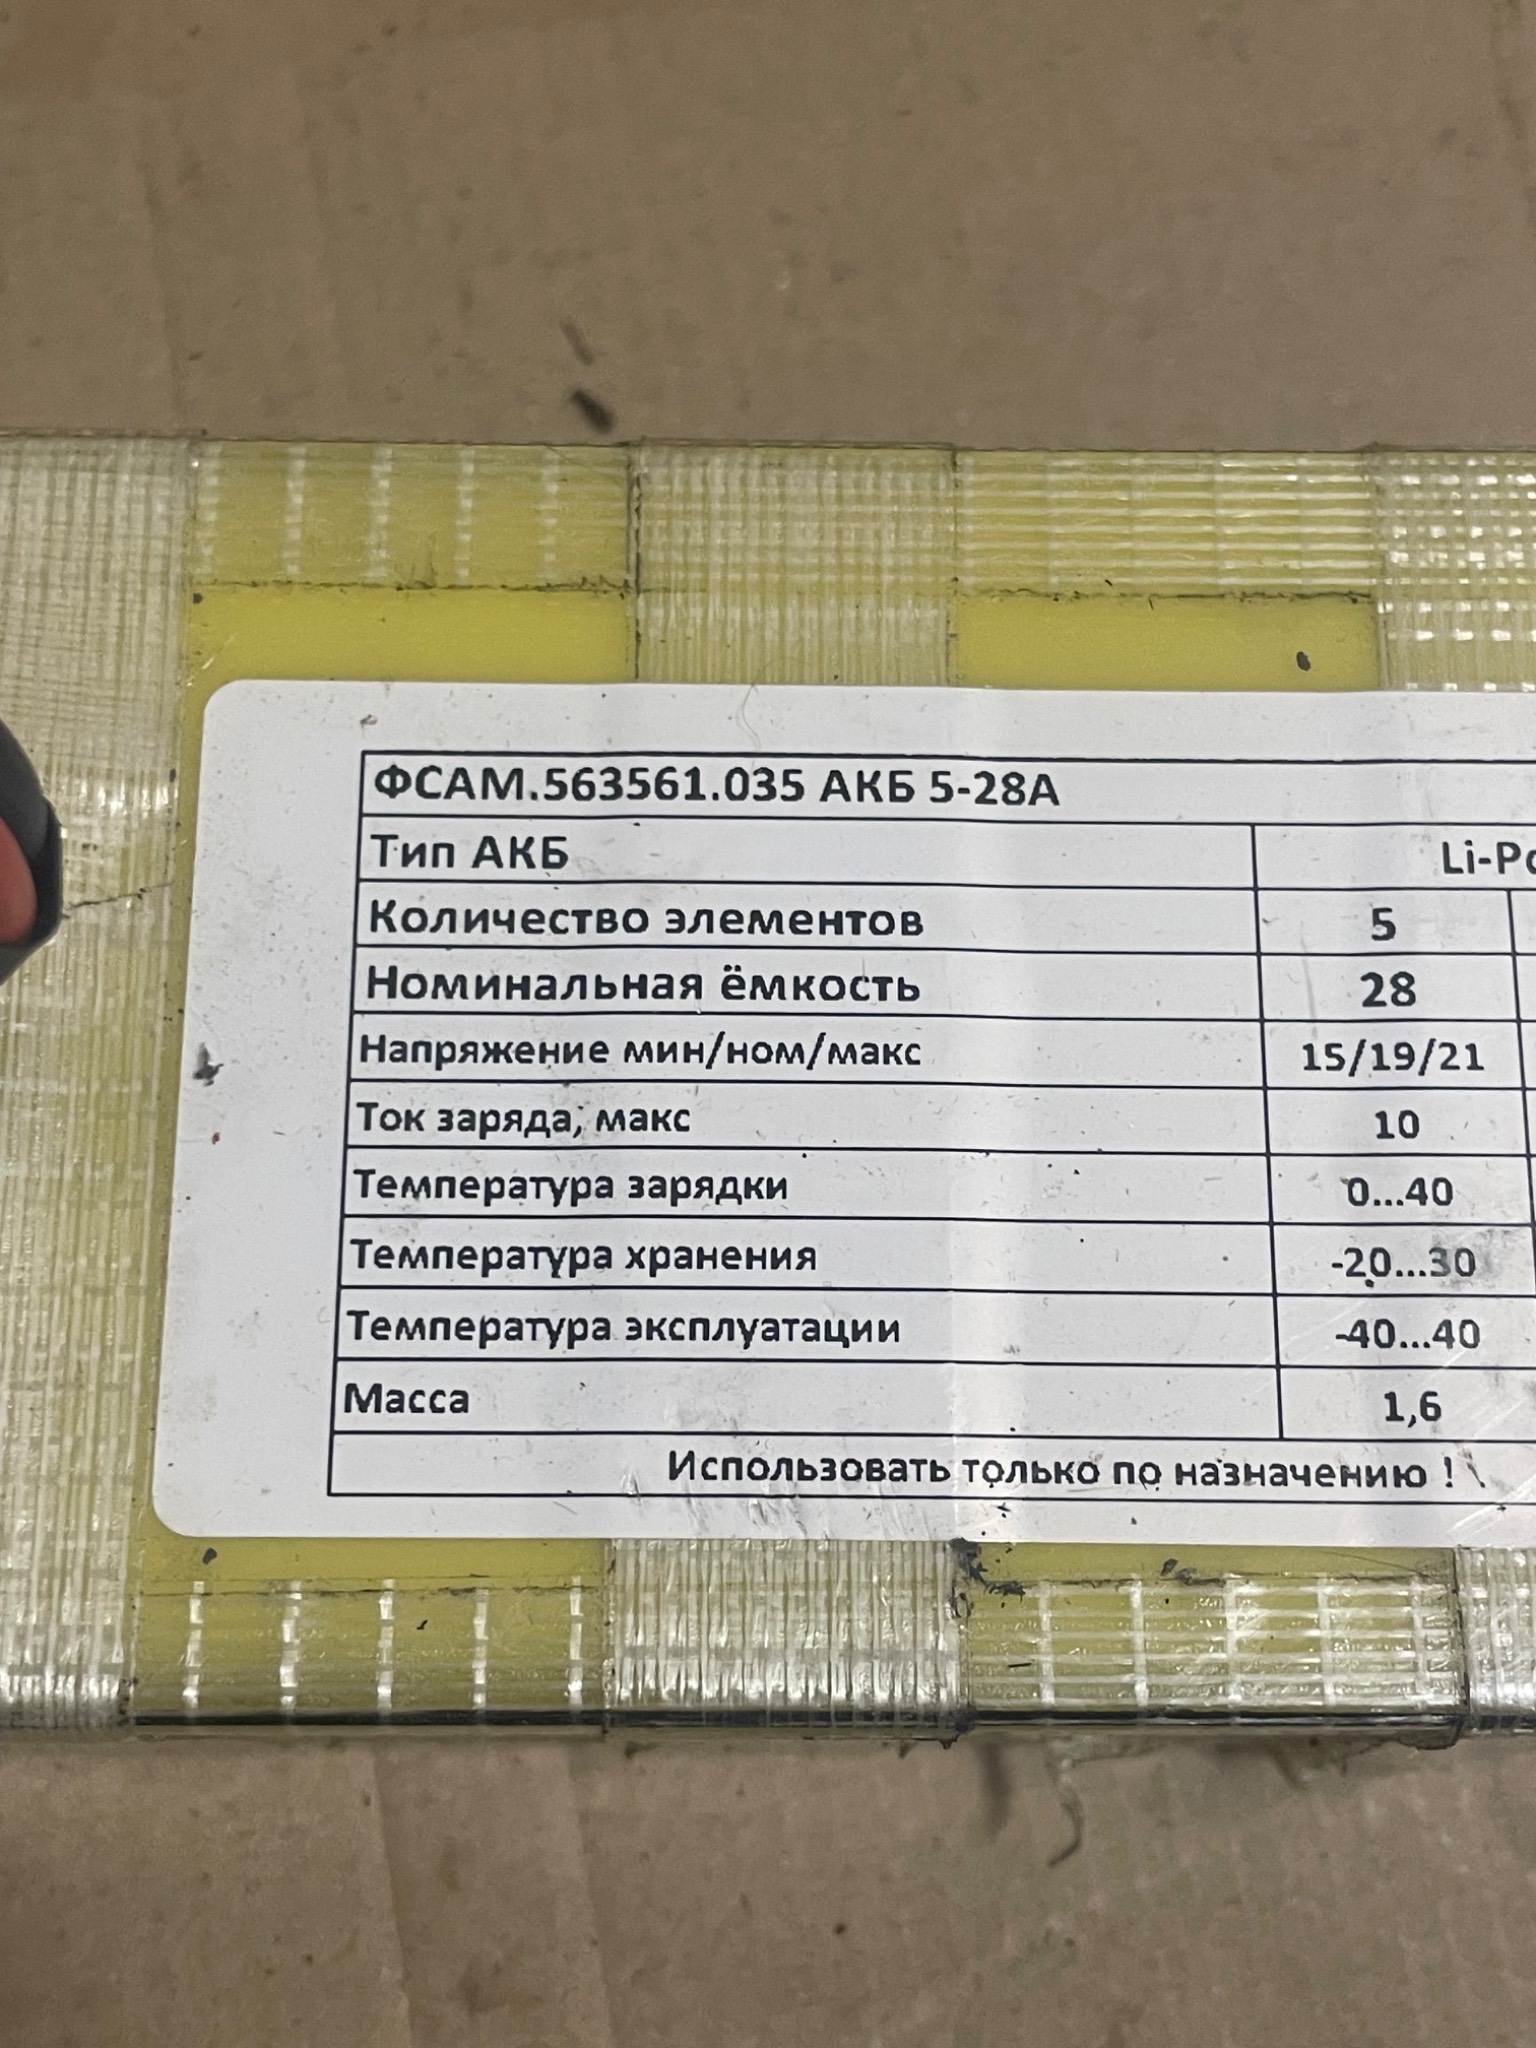 ФСАМ.563561.035 АКБ 5-28А
Тип АКБ Li-Po
Количество элементов 5
Номинальная ёмкость 28
Напряжение мин/ном/макс 15/19/21
Ток заряда, макс 10
Температура зарядки 0...40
Температура хранения -20...30
Температура эксплуатации -40...40
Масса 1,6
Использовать только по назначению !